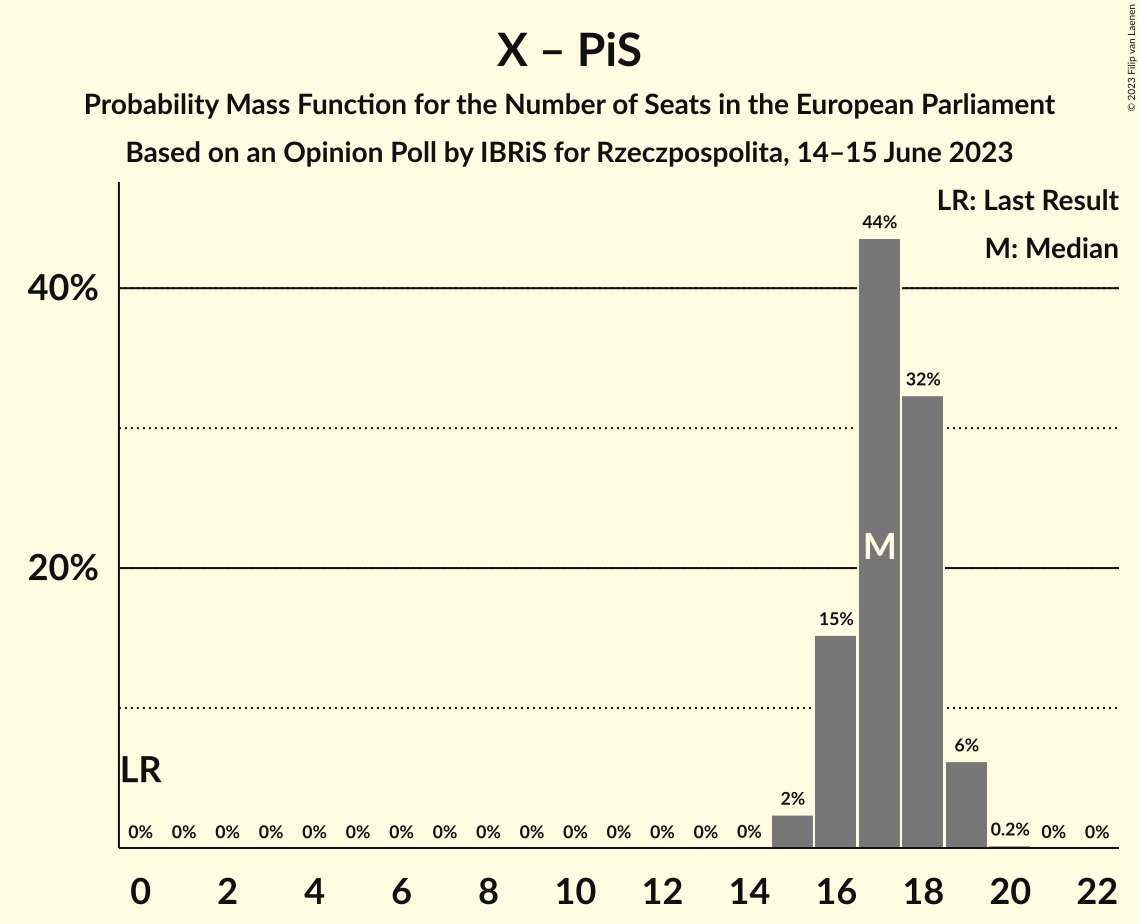 X – PiS
Probability Mass Function for the Number of Seats in the European Parliament
Based on an Opinion Poll by IBRiS for Rzeczpospolita, 14–15 June 2023
© 2023 Filip van Laenen
LR: Last Result
M: Median
44%
40%
32%
M
20%
15%
6%
LR
2%
0% 0% 0% 0% 0% 0% 0% 0% 0% 0% 0% 0% 0% 0% 0% 0.2% 0% 0%
0 2 4 6 8 10 12 14 16 18 20 22